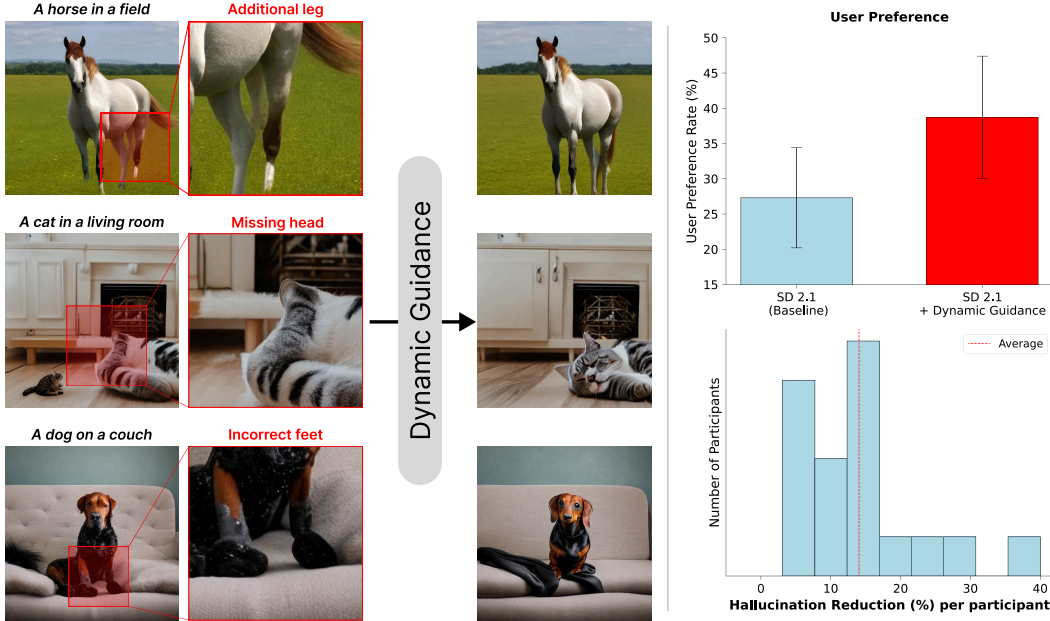 A horse in a field
Additional leg
A cat in a living room
Missing head
A dog on a couch
Incorrect feet
Dynamic Guidance
User Preference
User Preference Rate (%)
50
45
40
35
30
25
20
15
SD 2.1
(Baseline)
SD 2.1
+ Dynamic Guidance
Average
Number of Participants
0 10 20 30 40
Hallucination Reduction (%) per participant